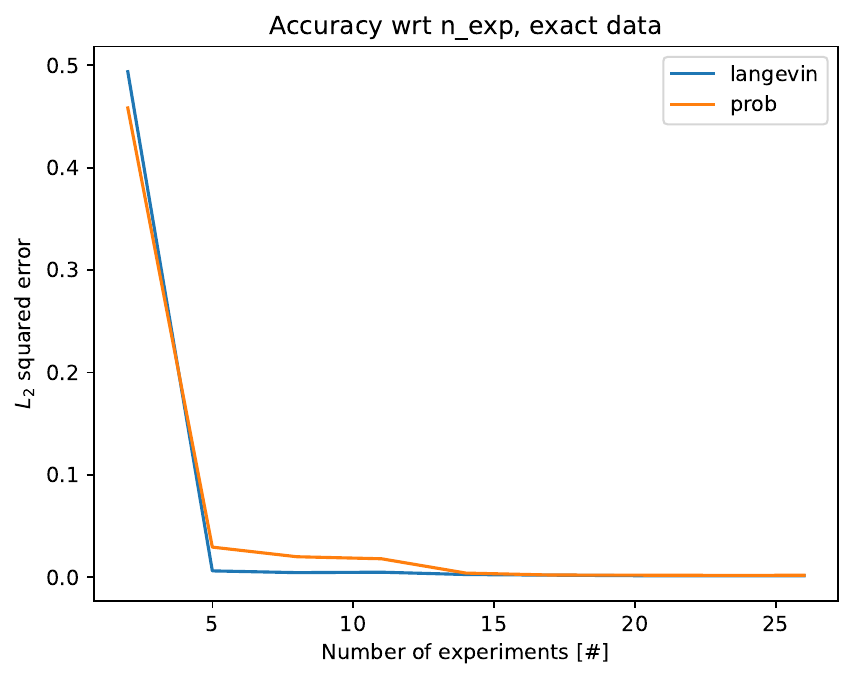 Accuracy wrt n_exp, exact data
langevin
prob
L₂ squared error
0.5
0.4
0.3
0.2
0.1
0.0
5
10
15
20
25
Number of experiments [#]